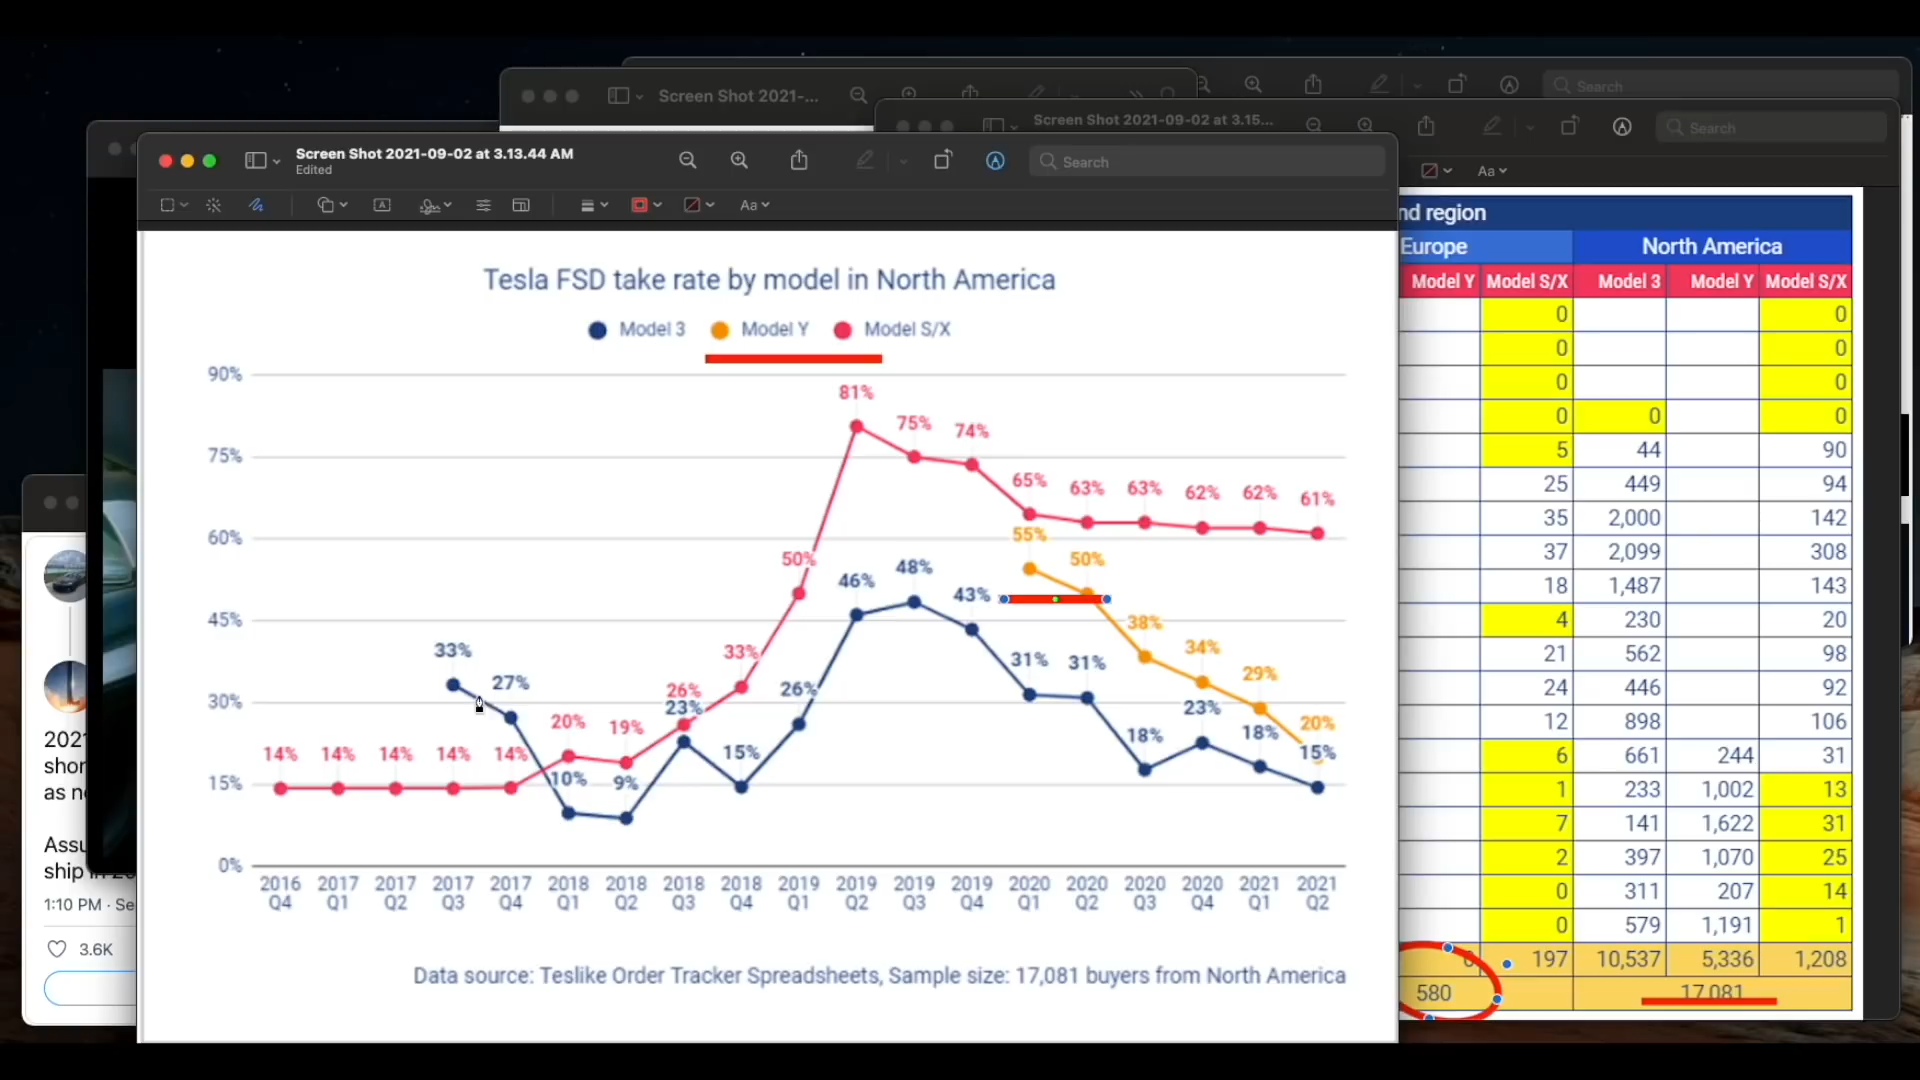 Screen Shot 2021-...
Search
Screen Shot 2021-09-02 at 3.15...
Search
Screen Shot 2021-09-02 at 3.13.44 AM
Edited
Search
Aa
Aa
Tesla FSD take rate by model in North America
Model 3 Model Y Model S/X
90%
75%
60%
45%
30%
15%
0%
81%
75%
74%
65%
63%
63%
62%
62%
61%
55%
50%
50%
48%
46%
43%
38%
34%
33%
33%
31%
31%
29%
27%
26%
26%
23%
23%
20%
20%
19%
18%
18%
15%
15%
14% 14% 14% 14% 14%
10%
9%
2016 2017 2017 2017 2017 2018 2018 2018 2018 2019 2019 2019 2019 2020 2020 2020 2020 2021 2021
Q4 Q1 Q2 Q3 Q4 Q1 Q2 Q3 Q4 Q1 Q2 Q3 Q4 Q1 Q2 Q3 Q4 Q1 Q2
Data source: Teslike Order Tracker Spreadsheets, Sample size: 17,081 buyers from North America
nd region
Europe North America
Model Y Model S/X Model 3 Model Y Model S/X
0 0
0 0
0 0
0 0 0
5 44 90
25 449 94
35 2,000 142
37 2,099 308
18 1,487 143
4 230 20
21 562 98
24 446 92
12 898 106
6 661 244 31
1 233 1,002 13
7 141 1,622 31
2 397 1,070 25
0 311 207 14
0 579 1,191 1
197 10,537 5,336 1,208
580 17,081
202
shor
as n
Assu
ship in 20
1:10 PM · Se
3.6K